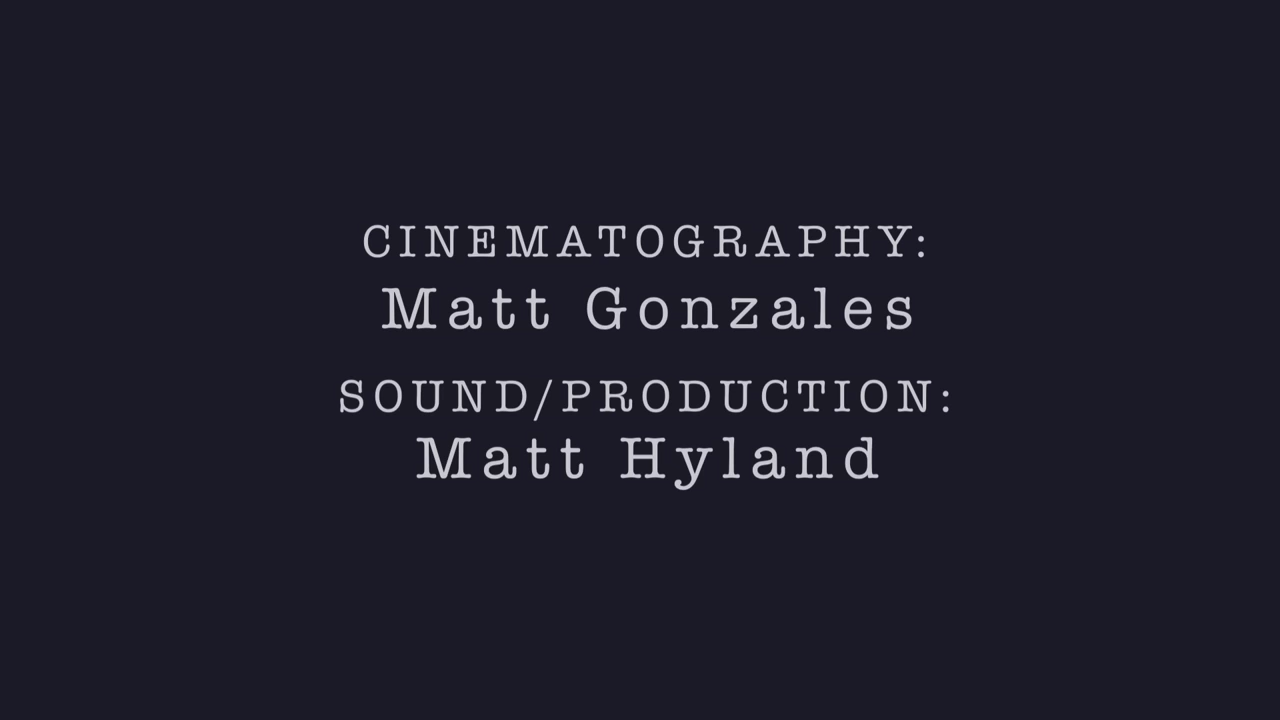 CINEMATOGRAPHY:
Matt Gonzales
SOUND/PRODUCTION:
Matt Hyland